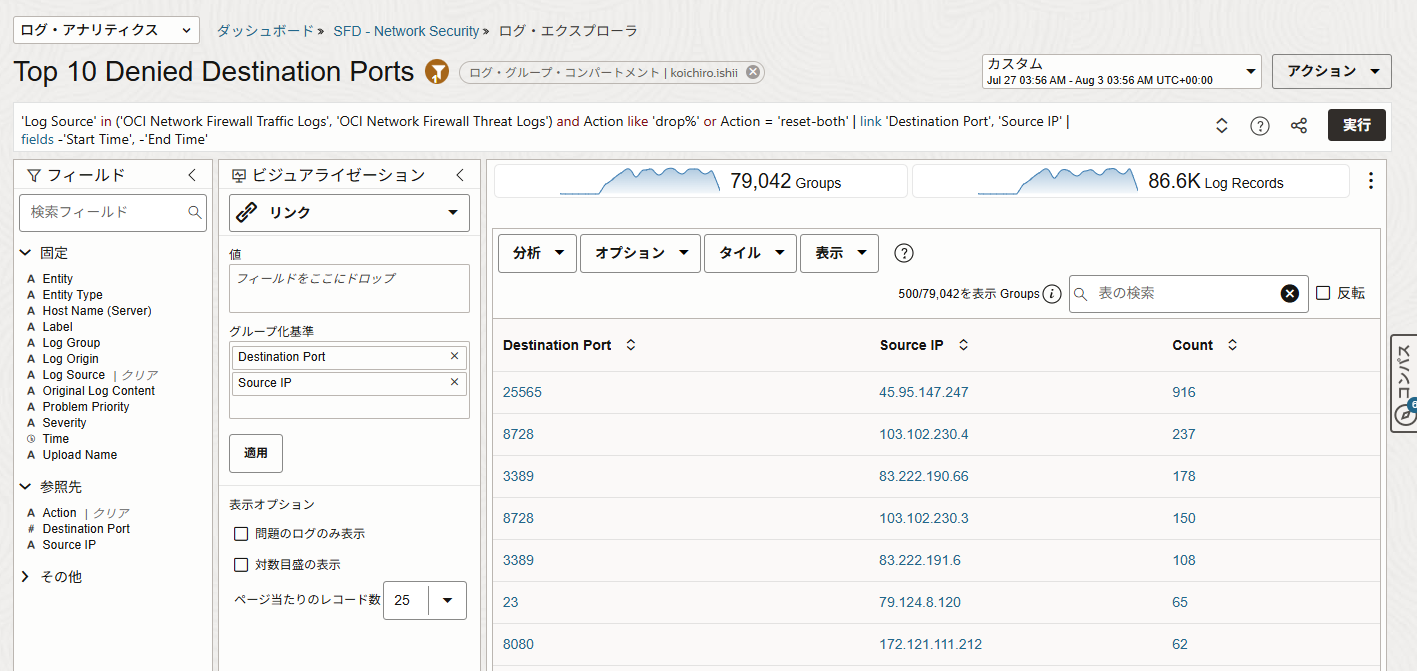 ログ・アナリティクス
ダッシュボード » SFD - Network Security » ログ・エクスプローラ
Top 10 Denied Destination Ports
ログ・グループ・コンパートメント | koichiro.ishii
カスタム
Jul 27 03:56 AM - Aug 3 03:56 AM UTC+00:00
アクション
'Log Source' in ('OCI Network Firewall Traffic Logs', 'OCI Network Firewall Threat Logs') and Action like 'drop%' or Action = 'reset-both' | link 'Destination Port', 'Source IP' |
fields -'Start Time', -'End Time'
実行
フィールド
検索フィールド
固定
A Entity
A Entity Type
A Host Name (Server)
A Label
A Log Group
A Log Origin
A Log Source | クリア
A Original Log Content
A Problem Priority
A Severity
Time
A Upload Name
参照先
A Action | クリア
# Destination Port
A Source IP
その他
ビジュアライゼーション
リンク
値
フィールドをここにドロップ
グループ化基準
Destination Port
Source IP
適用
表示オプション
問題のログのみ表示
対数目盛の表示
ページ当たりのレコード数 25
79,042 Groups
86.6K Log Records
分析 オプション タイル 表示
500/79,042を表示 Groups
表の検索
反転
Destination Port Source IP Count
25565 45.95.147.247 916
8728 103.102.230.4 237
3389 83.222.190.66 178
8728 103.102.230.3 150
3389 83.222.191.6 108
23 79.124.8.120 65
8080 172.121.111.212 62
コンパス